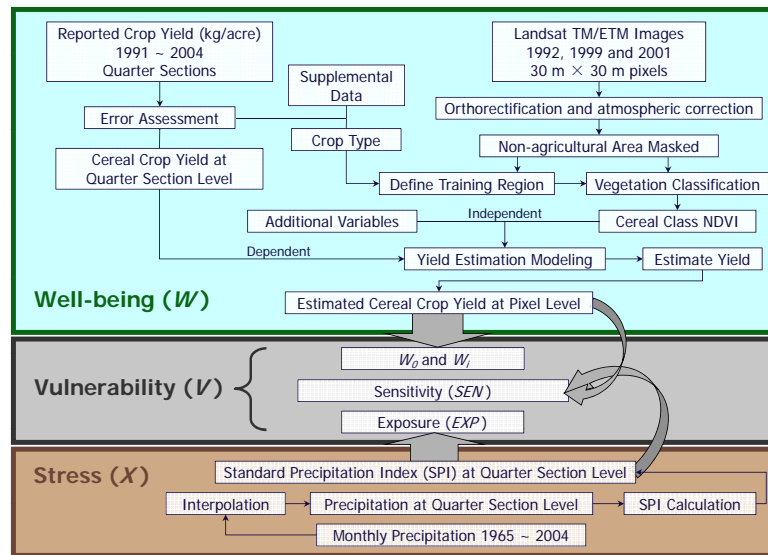 Reported Crop Yield (kg/acre)
1991 ~ 2004
Quarter Sections
Landsat TM/ETM Images
1992, 1999 and 2001
30 m × 30 m pixels
Supplemental
Data
Error Assessment
Orthorectification and atmospheric correction
Crop Type
Non-agricultural Area Masked
Cereal Crop Yield at
Quarter Section Level
Define Training Region
Vegetation Classification
Additional Variables
Independent
Cereal Class NDVI
Dependent
Yield Estimation Modeling
Estimate Yield
Well-being (W)
Estimated Cereal Crop Yield at Pixel Level
W0 and Wi
Vulnerability (V)
Sensitivity (SEN)
Exposure (EXP)
Stress (X)
Standard Precipitation Index (SPI) at Quarter Section Level
Interpolation
Precipitation at Quarter Section Level
SPI Calculation
Monthly Precipitation 1965 ~ 2004